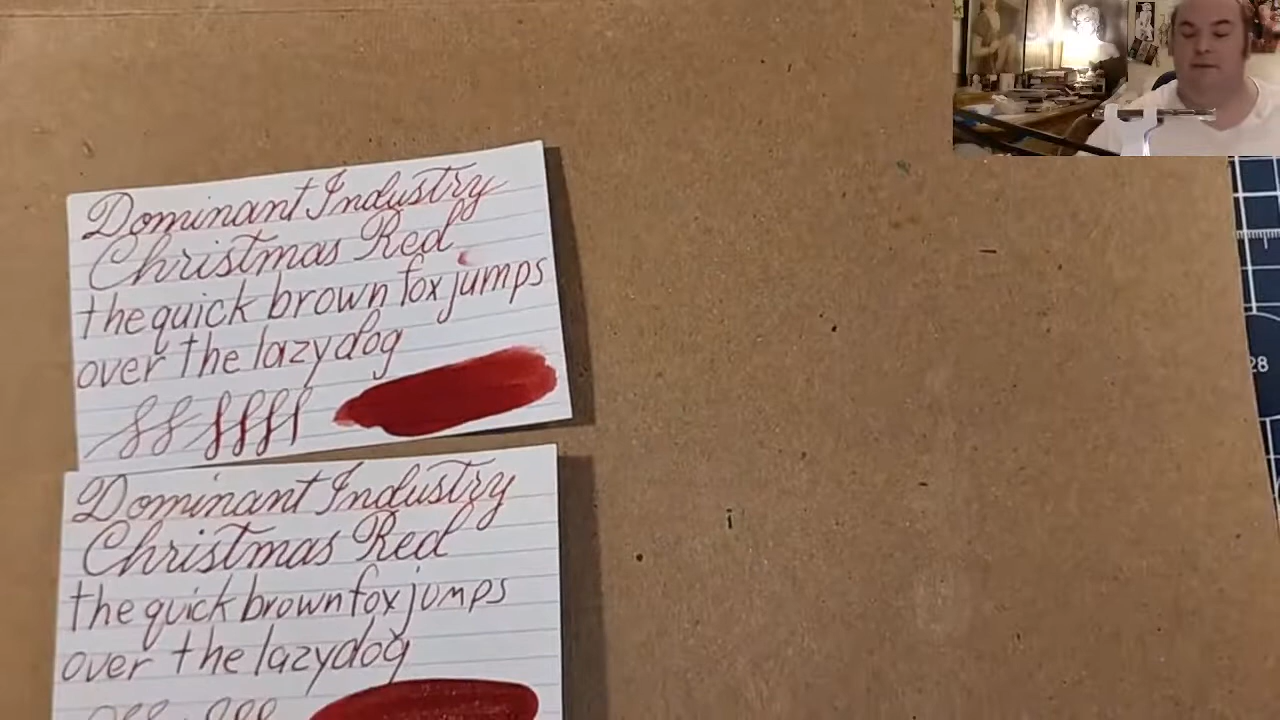 Dominant Industry
Christmas Red
the quick brown fox jumps
over the lazy dog
Dominant Industry
Christmas Red
the quick brown fox jumps
over the lazy dog
28